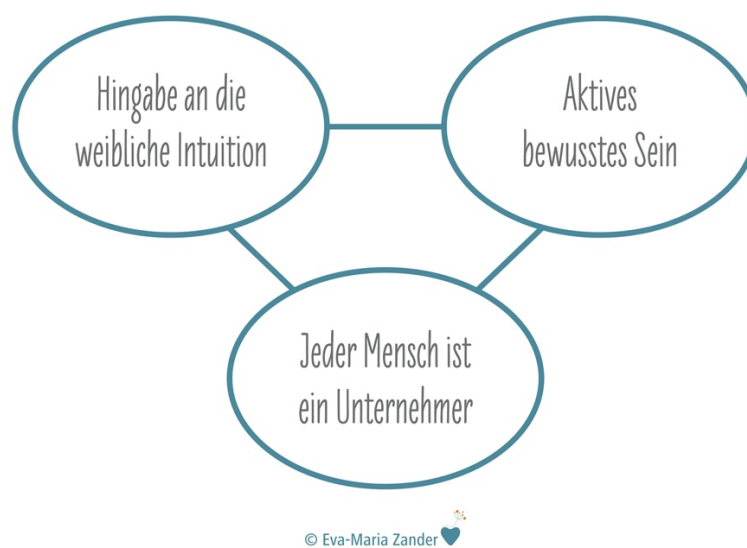 Hingabe an die
weibliche Intuition
Aktives
bewusstes Sein
Jeder Mensch ist
ein Unternehmer
© Eva-Maria Zander